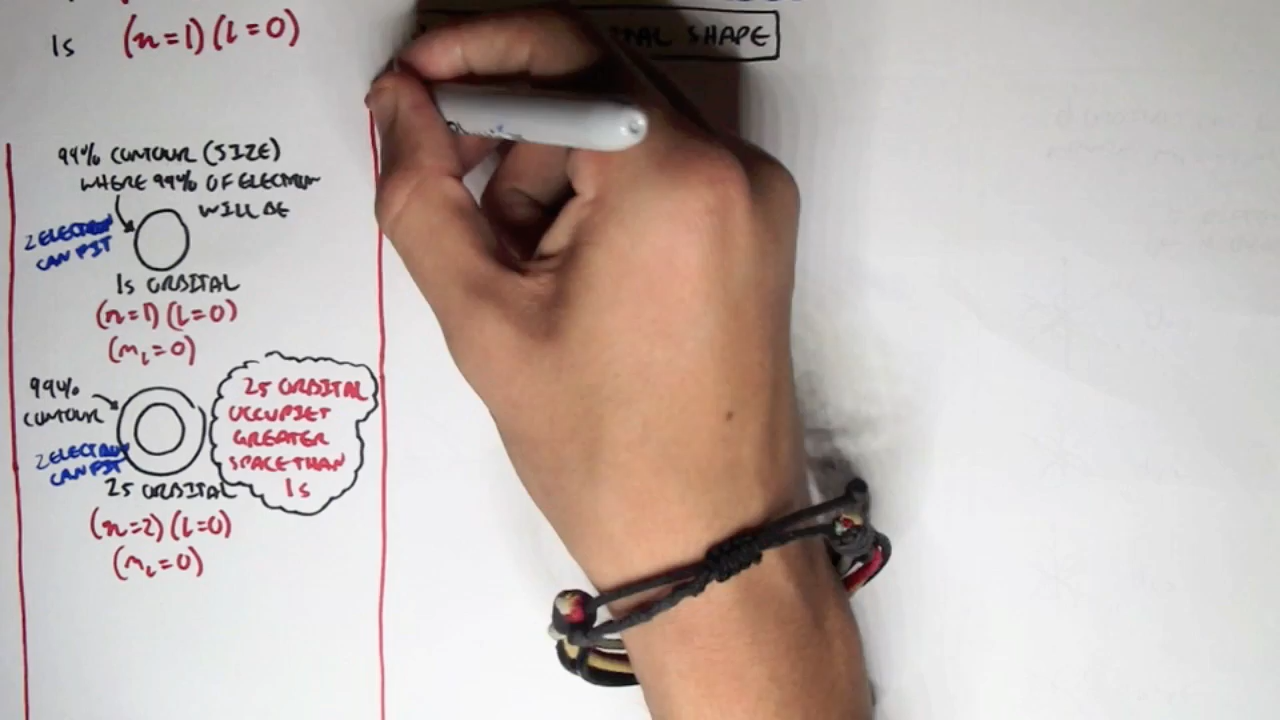 1s (n=1)(l=0)
SHAPE
99% CONTOUR (SIZE)
WHERE 99% OF ELECTRON
WILL BE
2 ELECTRON
CAN FIT
1s ORBITAL
(n=1)(l=0)
(mₗ=0)
99%
CONTOUR
2 ELECTRON
CAN FIT
2s ORBITAL
OCCUPIET
GREATER
SPACE THAN
1s
2s ORBITAL
(n=2)(l=0)
(mₗ=0)